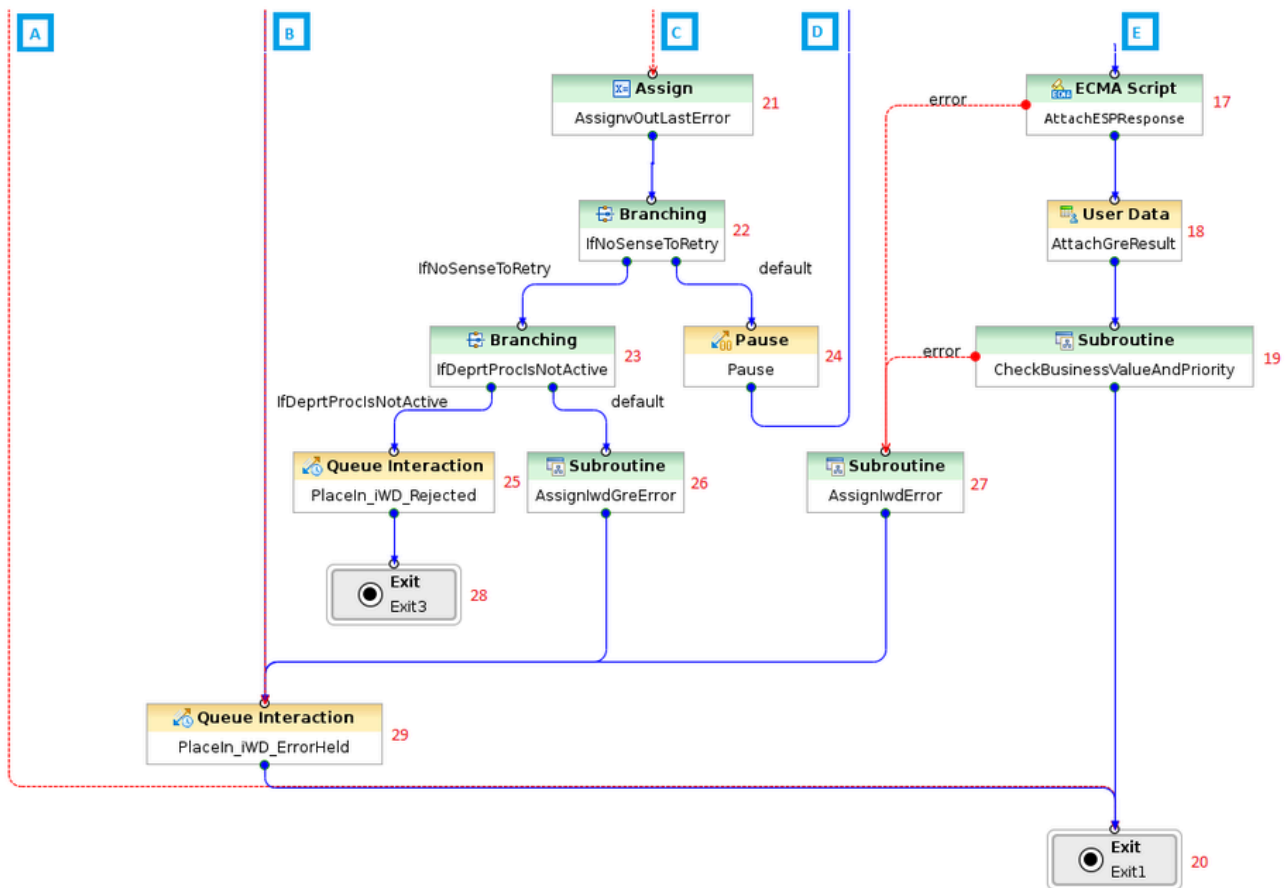 A
B
C
D
E
Assign
AssignvOutLastError
21
error
ECMA Script
AttachESPResponse
17
Branching
IfNoSenseToRetry
22
User Data
AttachGreResult
18
IfNoSenseToRetry
default
Branching
IfDeprtProcIsNotActive
23
Pause
Pause
24
error
Subroutine
CheckBusinessValueAndPriority
19
IfDeprtProcIsNotActive
default
Queue Interaction
PlaceIn_iWD_Rejected
25
Subroutine
AssignIwdGreError
26
Subroutine
AssignIwdError
27
Exit
Exit3
28
Queue Interaction
PlaceIn_iWD_ErrorHeld
29
Exit
Exit1
20